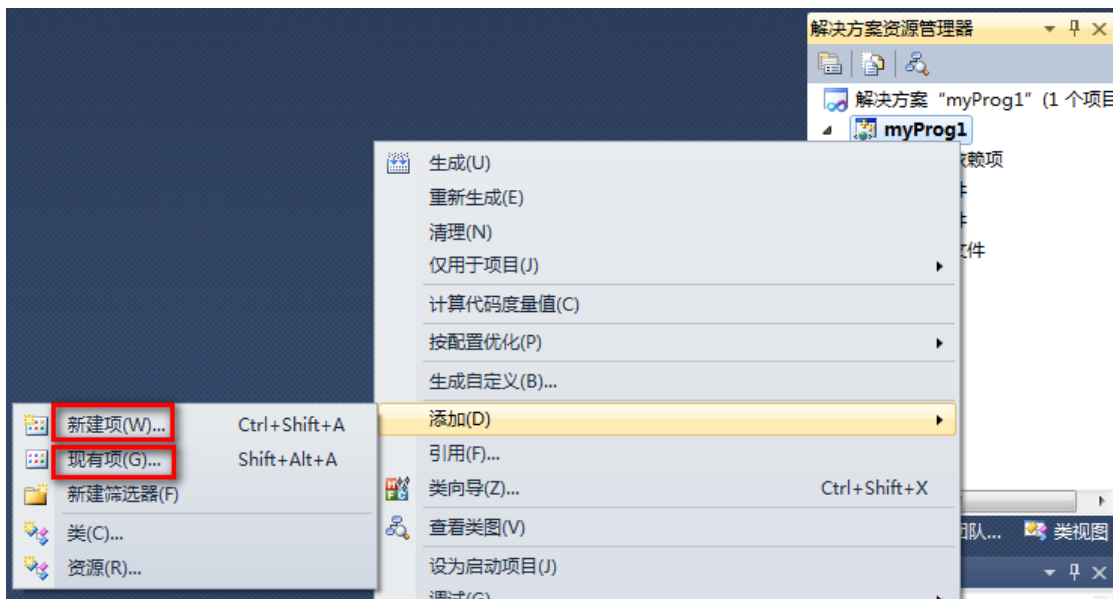 解决方案资源管理器
解决方案 "myProg1" (1 个项目
myProg1
依赖项
件
件
文件
生成(U)
重新生成(E)
清理(N)
仅用于项目(J)
计算代码度量值(C)
按配置优化(P)
生成自定义(B)...
添加(D)
引用(F)...
类向导(Z)... Ctrl+Shift+X
查看类图(V)
设为启动项目(J)
调试(G)
新建项(W)... Ctrl+Shift+A
现有项(G)... Shift+Alt+A
新建筛选器(F)
类(C)...
资源(R)...
团队... 类视图